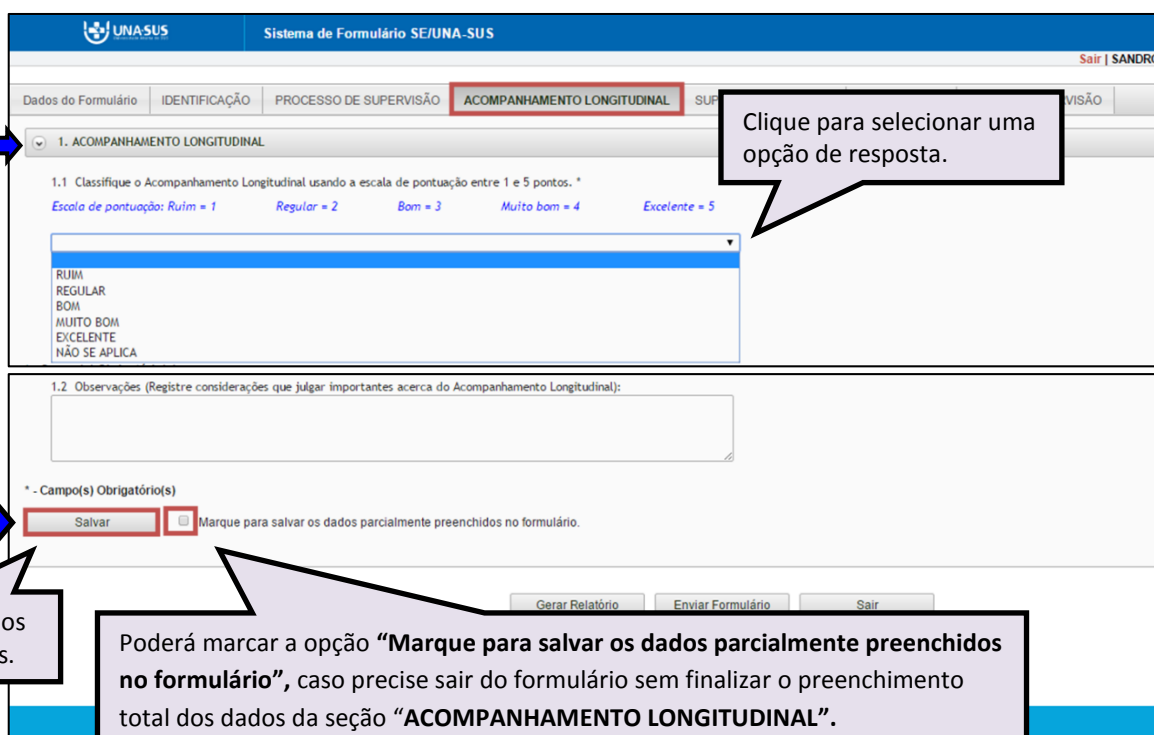 UNA-SUS
Sistema de Formulário SE/UNA-SUS
Sair | SANDRO
Dados do Formulário IDENTIFICAÇÃO PROCESSO DE SUPERVISÃO ACOMPANHAMENTO LONGITUDINAL SUP
Clique para selecionar uma
opção de resposta.
1. ACOMPANHAMENTO LONGITUDINAL
1.1 Classifique o Acompanhamento Longitudinal usando a escala de pontuação entre 1 e 5 pontos. *
Escala de pontuação: Ruim = 1 Regular = 2 Bom = 3 Muito bom = 4 Excelente = 5
RUIM
REGULAR
BOM
MUITO BOM
EXCELENTE
NÃO SE APLICA
1.2 Observações (Registre considerações que julgar importantes acerca do Acompanhamento Longitudinal):
* - Campo(s) Obrigatório(s)
Salvar Marque para salvar os dados parcialmente preenchidos no formulário.
Gerar Relatório Enviar Formulário Sair
os
s.
Poderá marcar a opção “Marque para salvar os dados parcialmente preenchidos
no formulário”, caso precise sair do formulário sem finalizar o preenchimento
total dos dados da seção “ACOMPANHAMENTO LONGITUDINAL”.